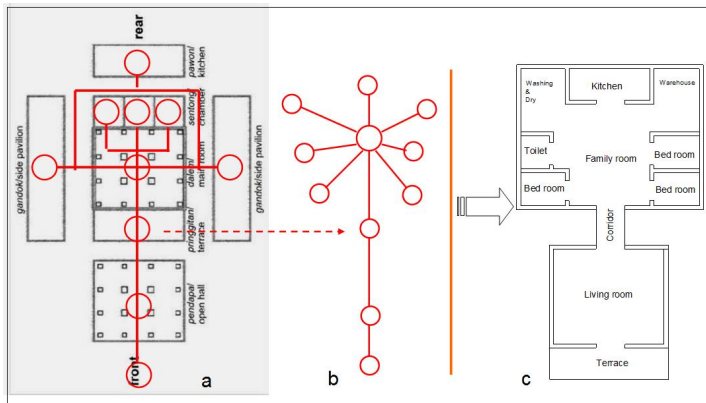 rear
pawon/
kitchen
sentong/
chamber
gandok/side pavilion
dalem/
main room
gandok/side pavilion
pringgitan/
terrace
pendapa/
open hall
front
a
b
Washing
&
Dry
Kitchen
Warehouse
Toilet
Family room
Bed room
Bed room
Bed room
Corridor
Living room
Terrace
c